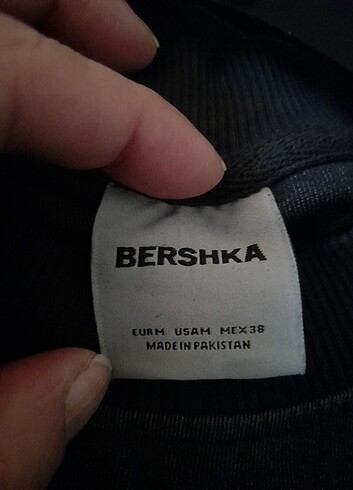 BERSHKA
EUR M USA M MEX 38
MADE IN PAKISTAN